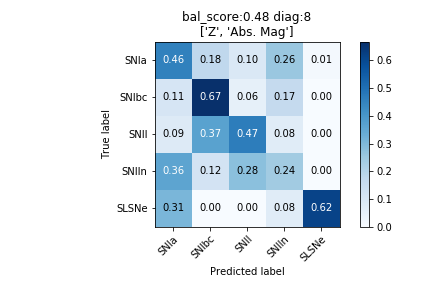 bal_score:0.48 diag:8
['Z', 'Abs. Mag']
SNIa 0.46 0.18 0.10 0.26 0.01
SNIbc 0.11 0.67 0.06 0.17 0.00
SNII 0.09 0.37 0.47 0.08 0.00
SNIIn 0.36 0.12 0.28 0.24 0.00
SLSNe 0.31 0.00 0.00 0.08 0.62
True label
SNIa SNIbc SNII SNIIn SLSNe
Predicted label
0.6
0.5
0.4
0.3
0.2
0.1
0.0